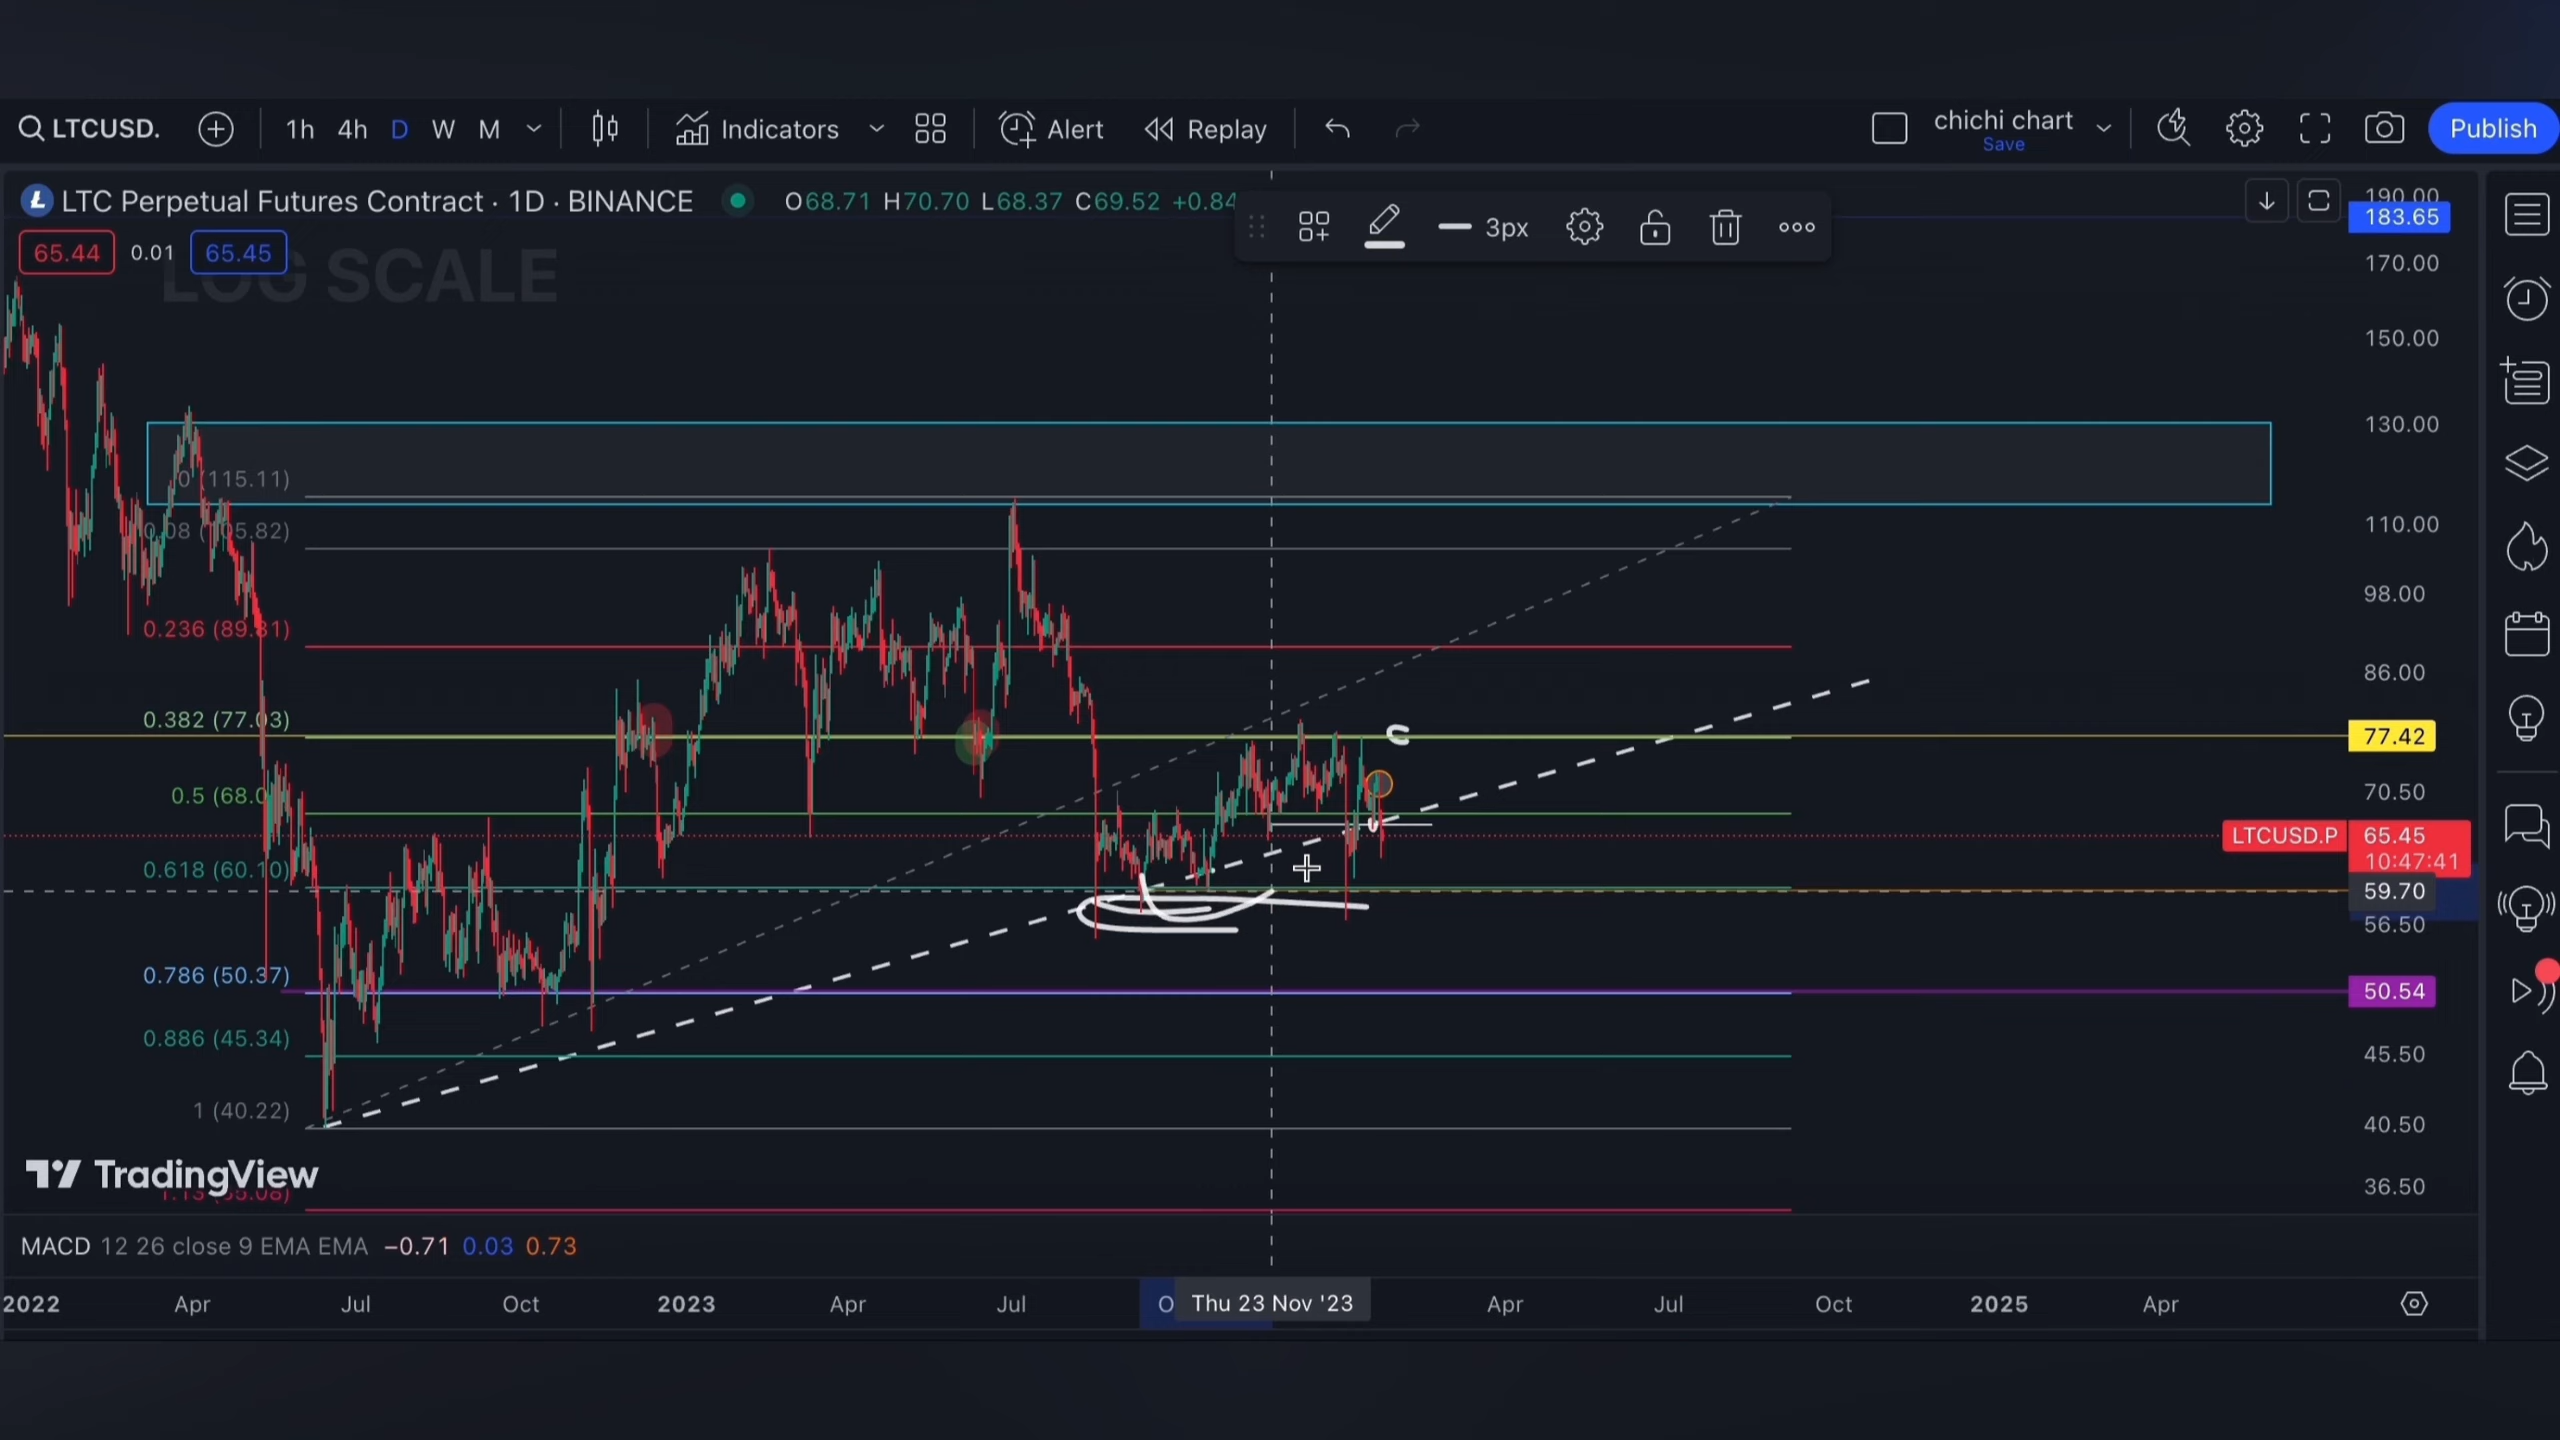 LTCUSD. 1h 4h D W M Indicators Alert Replay chichi chart Publish
Save
LTC Perpetual Futures Contract · 1D · BINANCE O68.71 H70.70 L68.37 C69.52 +0.84 3px
65.44 0.01 65.45
LOG SCALE
190.00
183.65
170.00
150.00
130.00
0 (115.11)
110.00
98.00
0.236 (89.81)
86.00
0.382 (77.03)
77.42
70.50
0.5 (68.0
LTCUSD.P 65.45
10:47:41
0.618 (60.10)
59.70
56.50
0.786 (50.37)
50.54
0.886 (45.34)
45.50
1 (40.22)
40.50
TradingView
36.50
MACD 12 26 close 9 EMA EMA −0.71 0.03 0.73
2022 Apr Jul Oct 2023 Apr Jul O Thu 23 Nov '23 Apr Jul Oct 2025 Apr